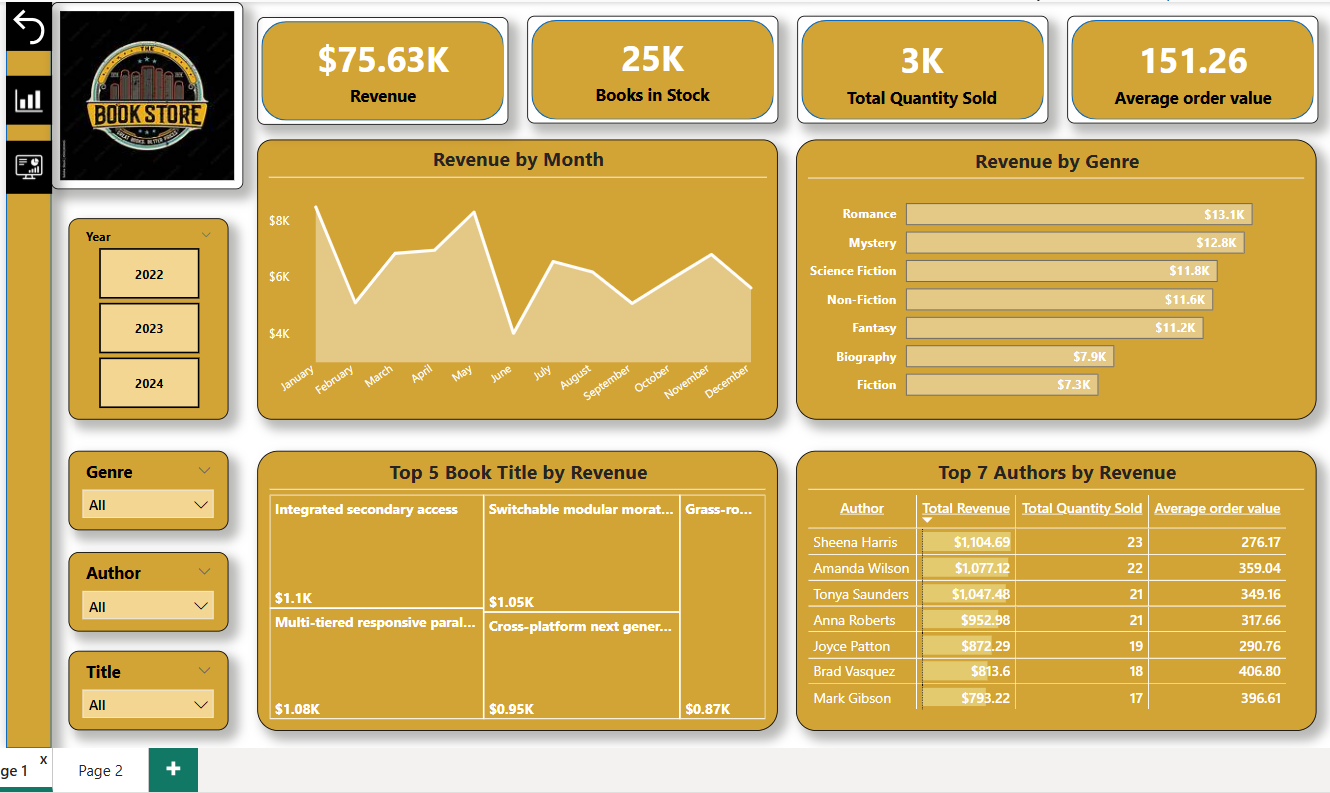 THE
BOOK STORE
GREAT BOOKS. BETTER PRICES
$75.63K
Revenue
25K
Books in Stock
3K
Total Quantity Sold
151.26
Average order value
Year
2022
2023
2024
Genre
All
Author
All
Title
All
Revenue by Month
$8K
$6K
$4K
January
February
March
April
May
June
July
August
September
October
November
December
Revenue by Genre
Romance $13.1K
Mystery $12.8K
Science Fiction $11.8K
Non-Fiction $11.6K
Fantasy $11.2K
Biography $7.9K
Fiction $7.3K
Top 5 Book Title by Revenue
Integrated secondary access
$1.1K
Multi-tiered responsive paral...
$1.08K
Switchable modular morat...
$1.05K
Cross-platform next gener...
$0.95K
Grass-ro...
$0.87K
Top 7 Authors by Revenue
Author Total Revenue Total Quantity Sold Average order value
Sheena Harris $1,104.69 23 276.17
Amanda Wilson $1,077.12 22 359.04
Tonya Saunders $1,047.48 21 349.16
Anna Roberts $952.98 21 317.66
Joyce Patton $872.29 19 290.76
Brad Vasquez $813.6 18 406.80
Mark Gibson $793.22 17 396.61
ge 1 x
Page 2
+